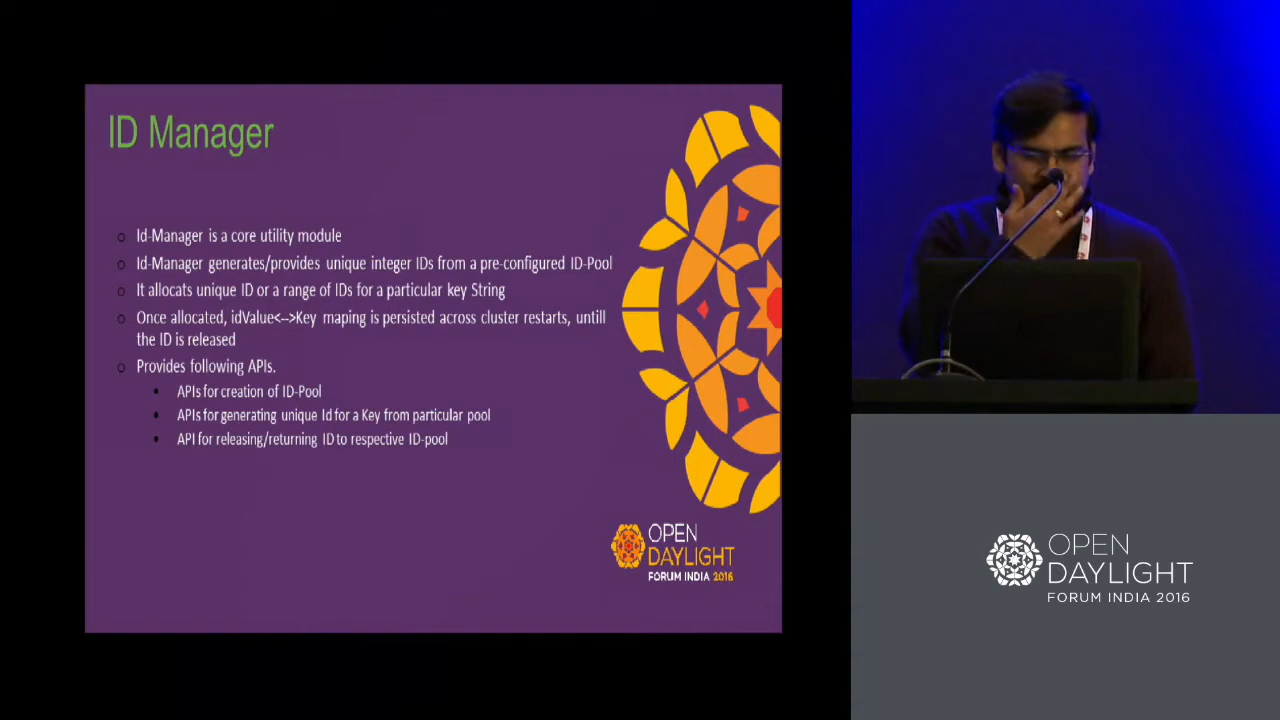 ID Manager
Id-Manager is a core utility module
Id-Manager generates/provides unique integer IDs from a pre-configured ID-Pool
It allocats unique ID or a range of IDs for a particular key String
Once allocated, idValue<-->Key maping is persisted across cluster restarts, untill
the ID is released
Provides following APIs.
APIs for creation of ID-Pool
APIs for generating unique Id for a Key from particular pool
API for releasing/returning ID to respective ID-pool
OPEN
DAYLIGHT
FORUM INDIA 2016
OPEN
DAYLIGHT
FORUM INDIA 2016